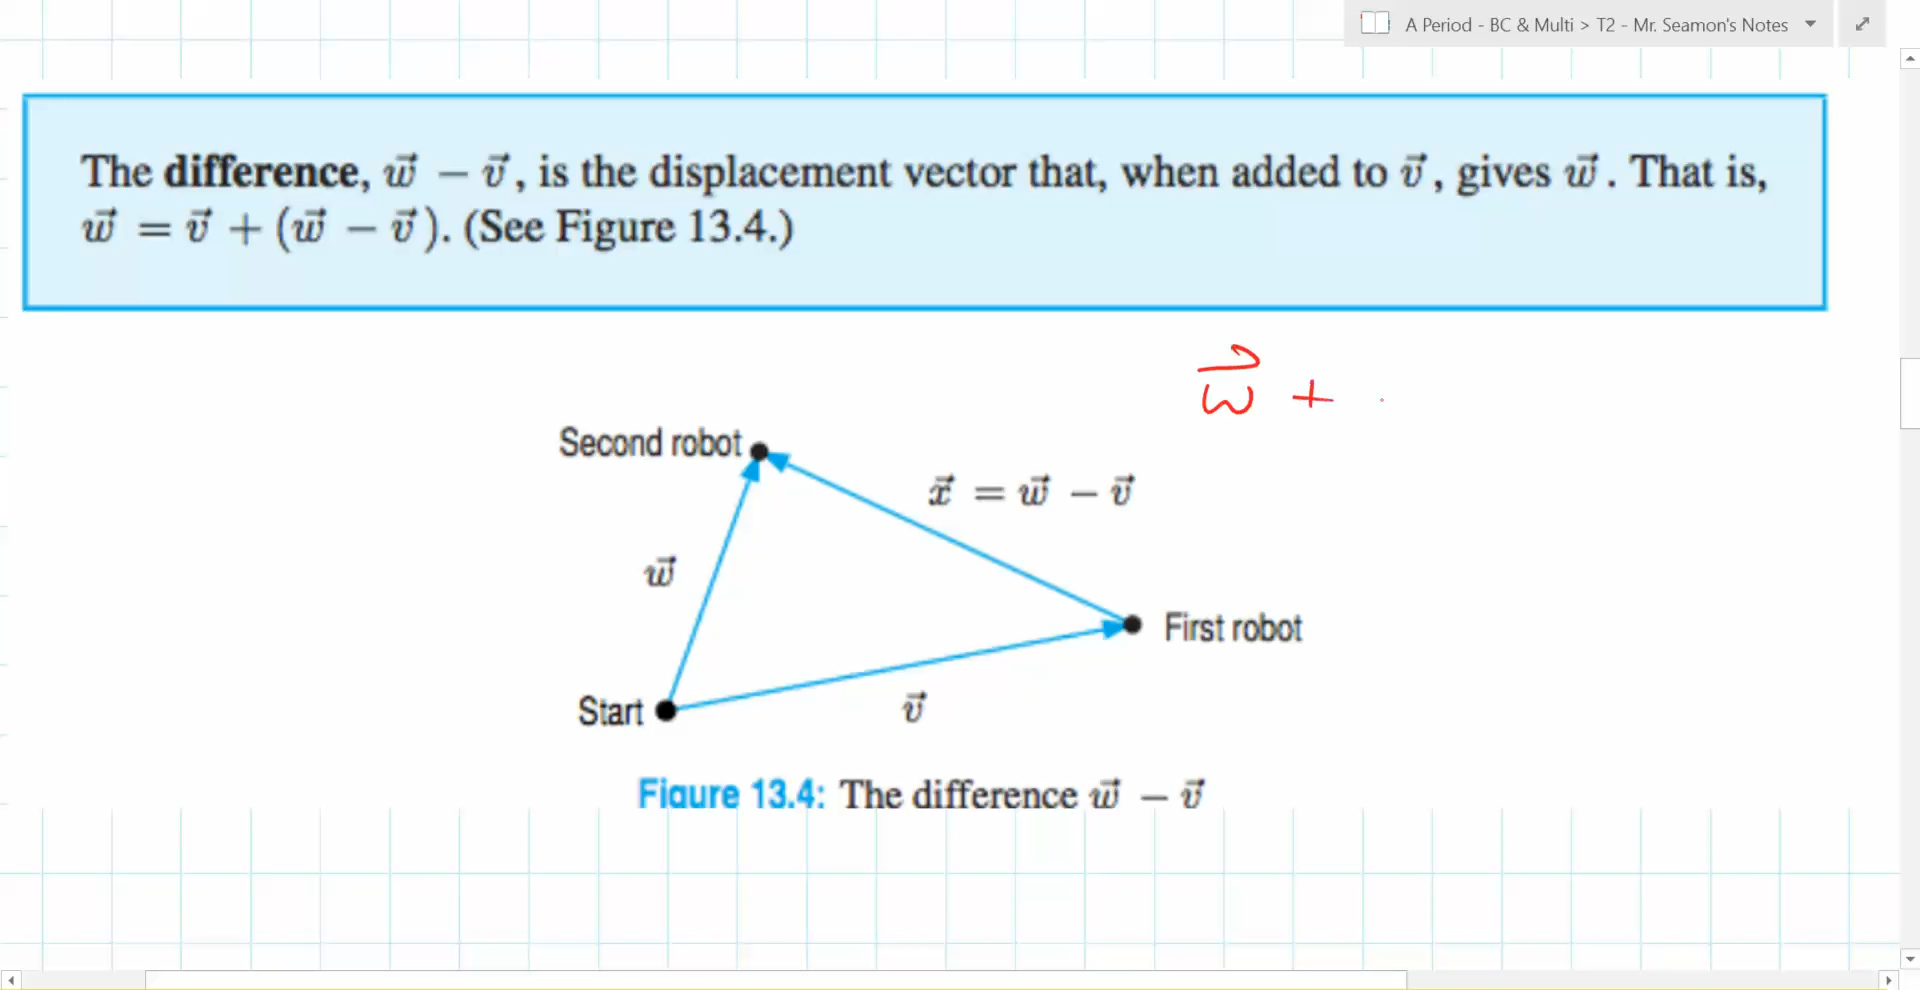 A Period - BC & Multi > T2 - Mr. Seamon's Notes
The difference, w⃗ − v⃗, is the displacement vector that, when added to v⃗, gives w⃗. That is,
w⃗ = v⃗ + (w⃗ − v⃗). (See Figure 13.4.)
w⃗ +
Second robot
x⃗ = w⃗ − v⃗
w⃗
First robot
Start
v⃗
Figure 13.4: The difference w⃗ − v⃗